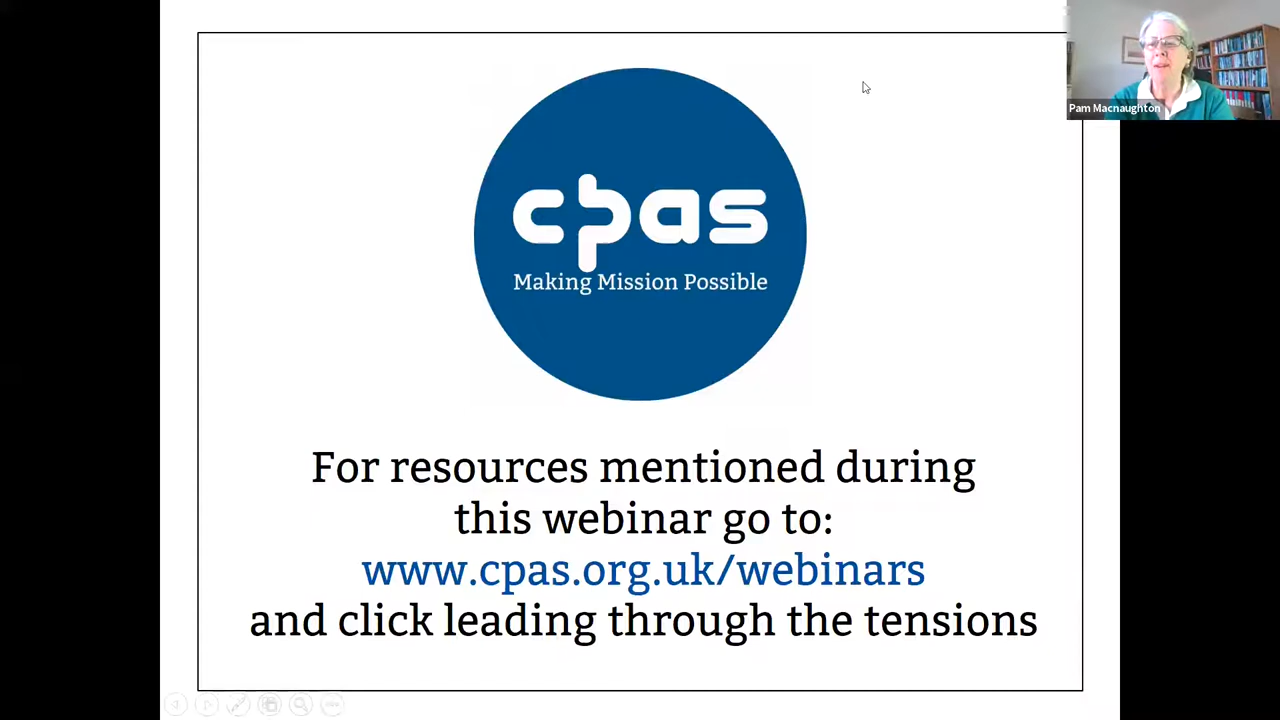 Pam Macnaughton
cpas
Making Mission Possible
For resources mentioned during
this webinar go to:
www.cpas.org.uk/webinars
and click leading through the tensions